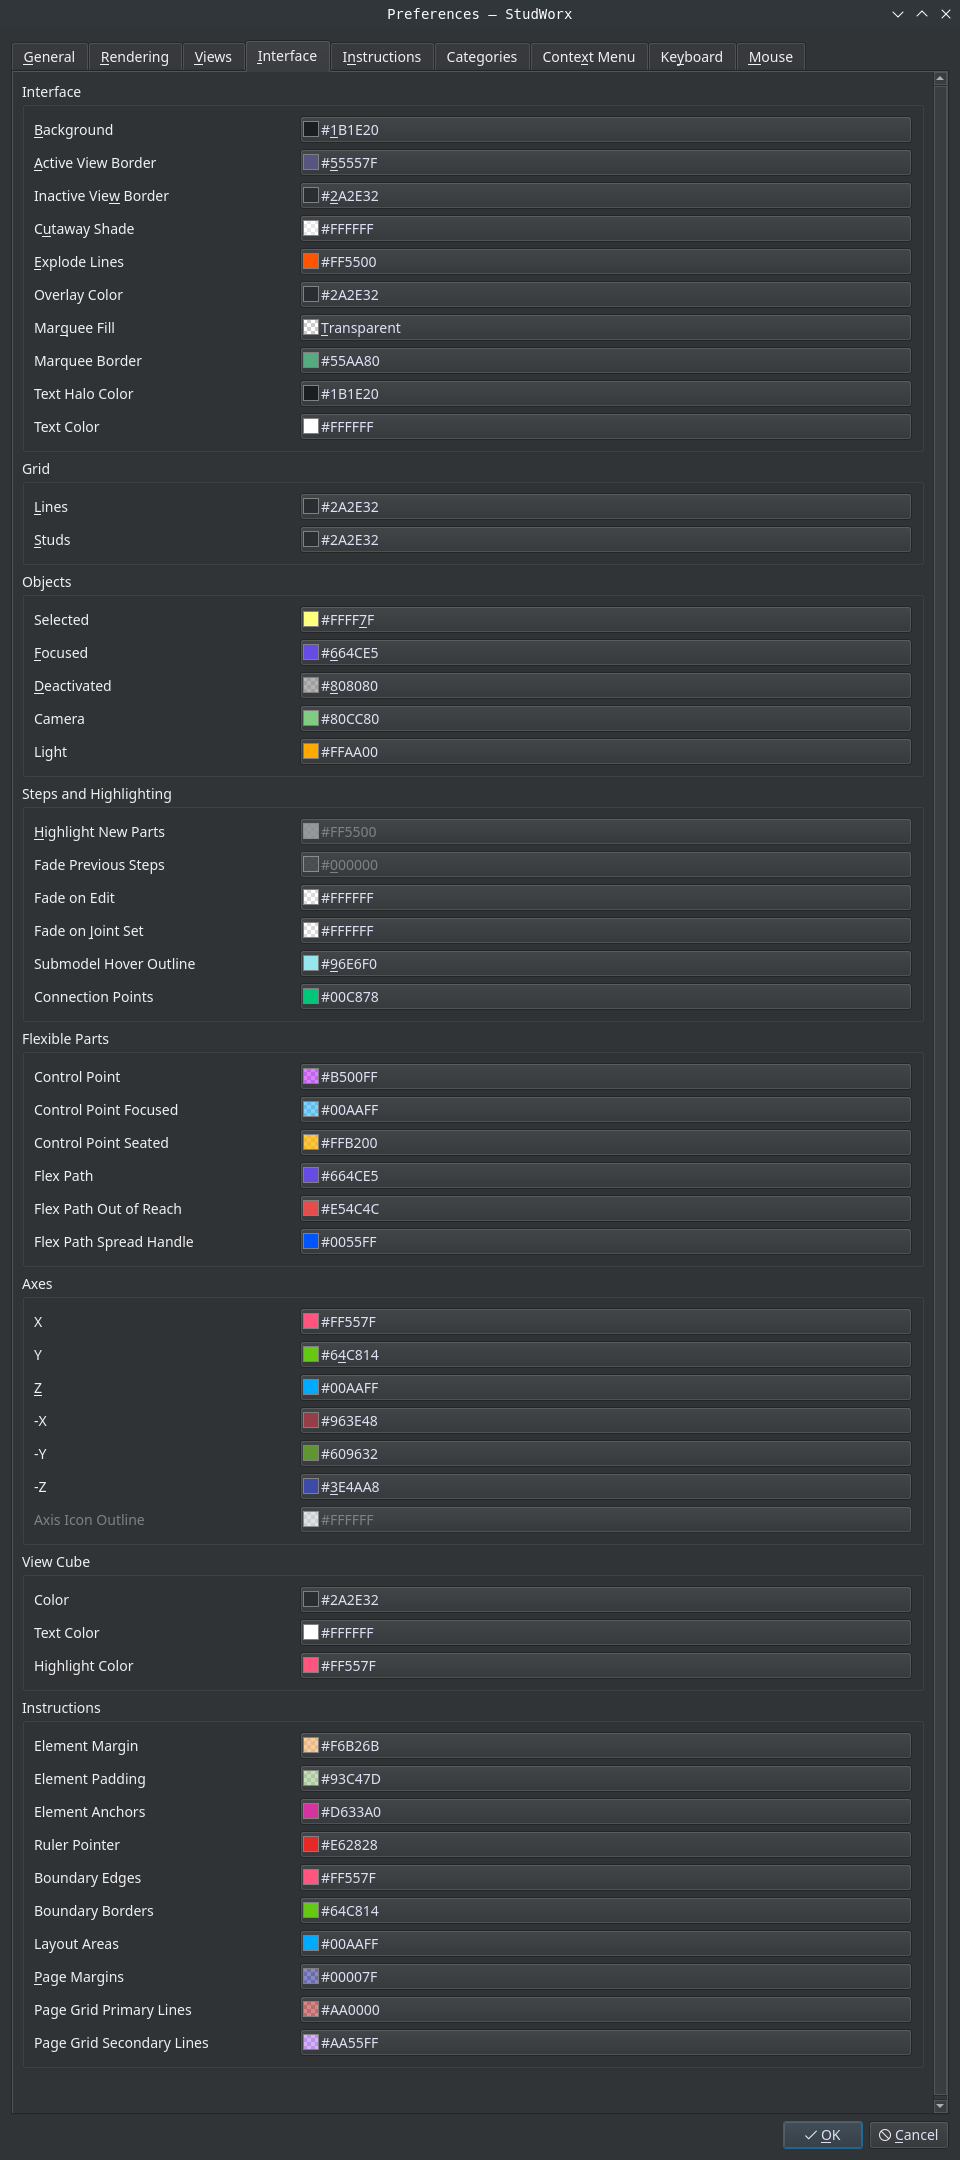 Preferences — StudWorx
General Rendering Views Interface Instructions Categories Context Menu Keyboard Mouse
Interface
Background #1B1E20
Active View Border #55557F
Inactive View Border #2A2E32
Cutaway Shade #FFFFFF
Explode Lines #FF5500
Overlay Color #2A2E32
Marquee Fill Transparent
Marquee Border #55AA80
Text Halo Color #1B1E20
Text Color #FFFFFF
Grid
Lines #2A2E32
Studs #2A2E32
Objects
Selected #FFFF7F
Focused #664CE5
Deactivated #808080
Camera #80CC80
Light #FFAA00
Steps and Highlighting
Highlight New Parts #FF5500
Fade Previous Steps #000000
Fade on Edit #FFFFFF
Fade on Joint Set #FFFFFF
Submodel Hover Outline #96E6F0
Connection Points #00C878
Flexible Parts
Control Point #B500FF
Control Point Focused #00AAFF
Control Point Seated #FFB200
Flex Path #664CE5
Flex Path Out of Reach #E54C4C
Flex Path Spread Handle #0055FF
Axes
X #FF557F
Y #64C814
Z #00AAFF
-X #963E48
-Y #609632
-Z #3E4AA8
Axis Icon Outline #FFFFFF
View Cube
Color #2A2E32
Text Color #FFFFFF
Highlight Color #FF557F
Instructions
Element Margin #F6B26B
Element Padding #93C47D
Element Anchors #D633A0
Ruler Pointer #E62828
Boundary Edges #FF557F
Boundary Borders #64C814
Layout Areas #00AAFF
Page Margins #00007F
Page Grid Primary Lines #AA0000
Page Grid Secondary Lines #AA55FF
OK Cancel